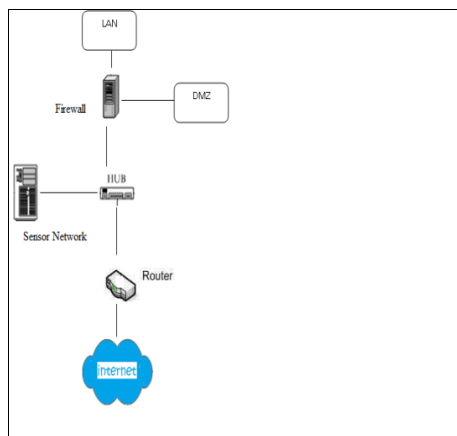 LAN
DMZ
Firewall
HUB
Sensor Network
Router
internet